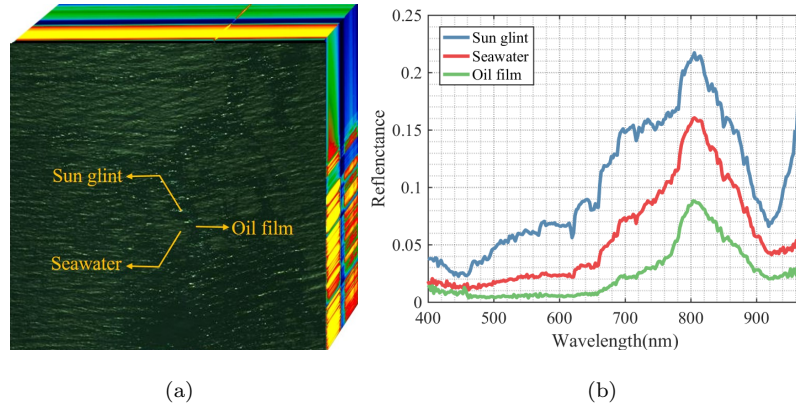 Sun glint
Oil film
Seawater
(a)
0.25
0.2
0.15
0.1
0.05
0
Reflenctance
Sun glint
Seawater
Oil film
400
500
600
700
800
900
Wavelength(nm)
(b)